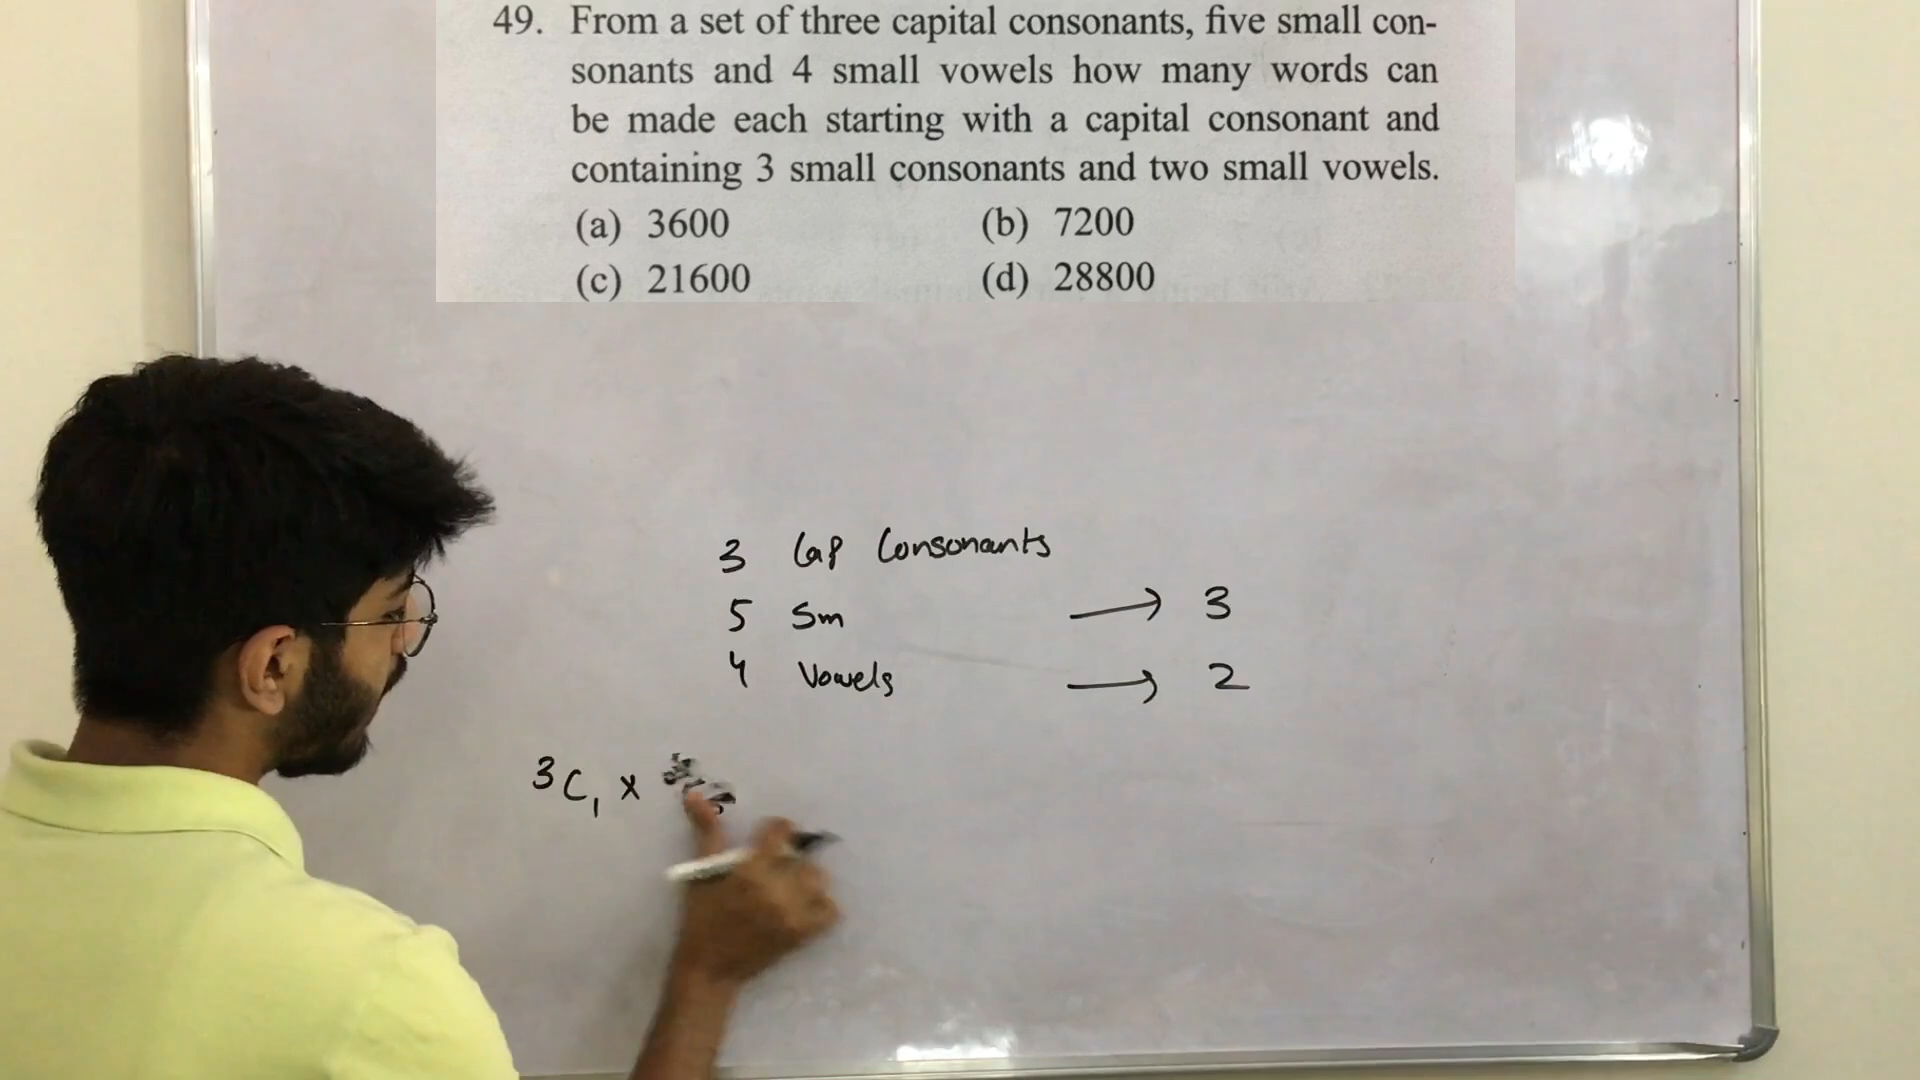 49. From a set of three capital consonants, five small con-
sonants and 4 small vowels how many words can
be made each starting with a capital consonant and
containing 3 small consonants and two small vowels.
(a) 3600 (b) 7200
(c) 21600 (d) 28800
3 Cap Consonants
5 Sm → 3
4 Vowels → 2
³C₁ ×